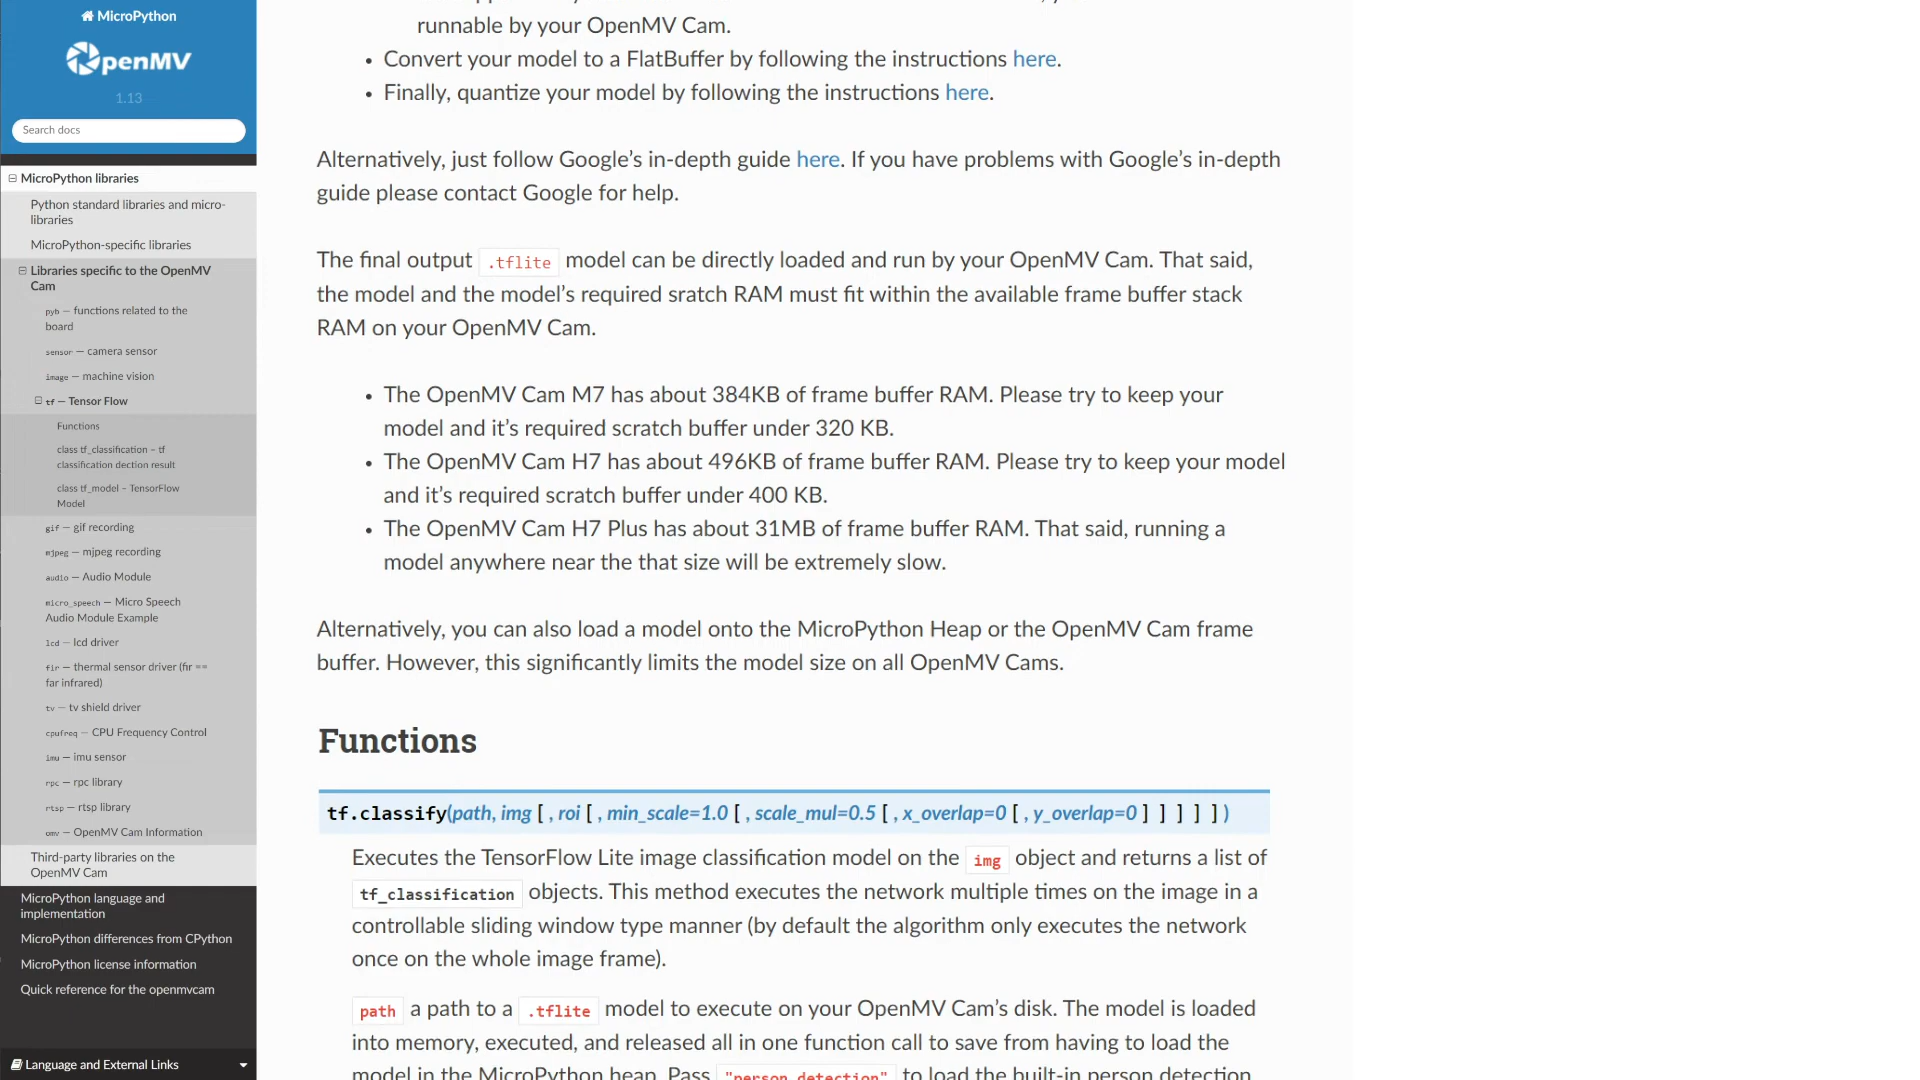 MicroPython
OpenMV
1.13
Search docs
MicroPython libraries
Python standard libraries and micro-
libraries
MicroPython-specific libraries
Libraries specific to the OpenMV
Cam
pyb — functions related to the
board
sensor — camera sensor
image — machine vision
tf — Tensor Flow
Functions
class tf_classification – tf
classification dection result
class tf_model – TensorFlow
Model
gif — gif recording
mjpeg — mjpeg recording
audio — Audio Module
micro_speech — Micro Speech
Audio Module Example
lcd — lcd driver
fir — thermal sensor driver (fir ==
far infrared)
tv — tv shield driver
cpufreq — CPU Frequency Control
imu — imu sensor
rpc — rpc library
rtsp — rtsp library
omv — OpenMV Cam Information
Third-party libraries on the
OpenMV Cam
MicroPython language and
implementation
MicroPython differences from CPython
MicroPython license information
Quick reference for the openmvcam
Language and External Links
runnable by your OpenMV Cam.
• Convert your model to a FlatBuffer by following the instructions here.
• Finally, quantize your model by following the instructions here.
Alternatively, just follow Google’s in-depth guide here. If you have problems with Google’s in-depth
guide please contact Google for help.
The final output .tflite model can be directly loaded and run by your OpenMV Cam. That said,
the model and the model’s required sratch RAM must fit within the available frame buffer stack
RAM on your OpenMV Cam.
• The OpenMV Cam M7 has about 384KB of frame buffer RAM. Please try to keep your
model and it’s required scratch buffer under 320 KB.
• The OpenMV Cam H7 has about 496KB of frame buffer RAM. Please try to keep your model
and it’s required scratch buffer under 400 KB.
• The OpenMV Cam H7 Plus has about 31MB of frame buffer RAM. That said, running a
model anywhere near the that size will be extremely slow.
Alternatively, you can also load a model onto the MicroPython Heap or the OpenMV Cam frame
buffer. However, this significantly limits the model size on all OpenMV Cams.
Functions
tf.classify(path, img [, roi [, min_scale=1.0 [, scale_mul=0.5 [, x_overlap=0 [, y_overlap=0 ] ] ] ] ] )
Executes the TensorFlow Lite image classification model on the img object and returns a list of
tf_classification objects. This method executes the network multiple times on the image in a
controllable sliding window type manner (by default the algorithm only executes the network
once on the whole image frame).
path a path to a .tflite model to execute on your OpenMV Cam’s disk. The model is loaded
into memory, executed, and released all in one function call to save from having to load the
model in the MicroPython heap. Pass "person_detection" to load the built-in person detection